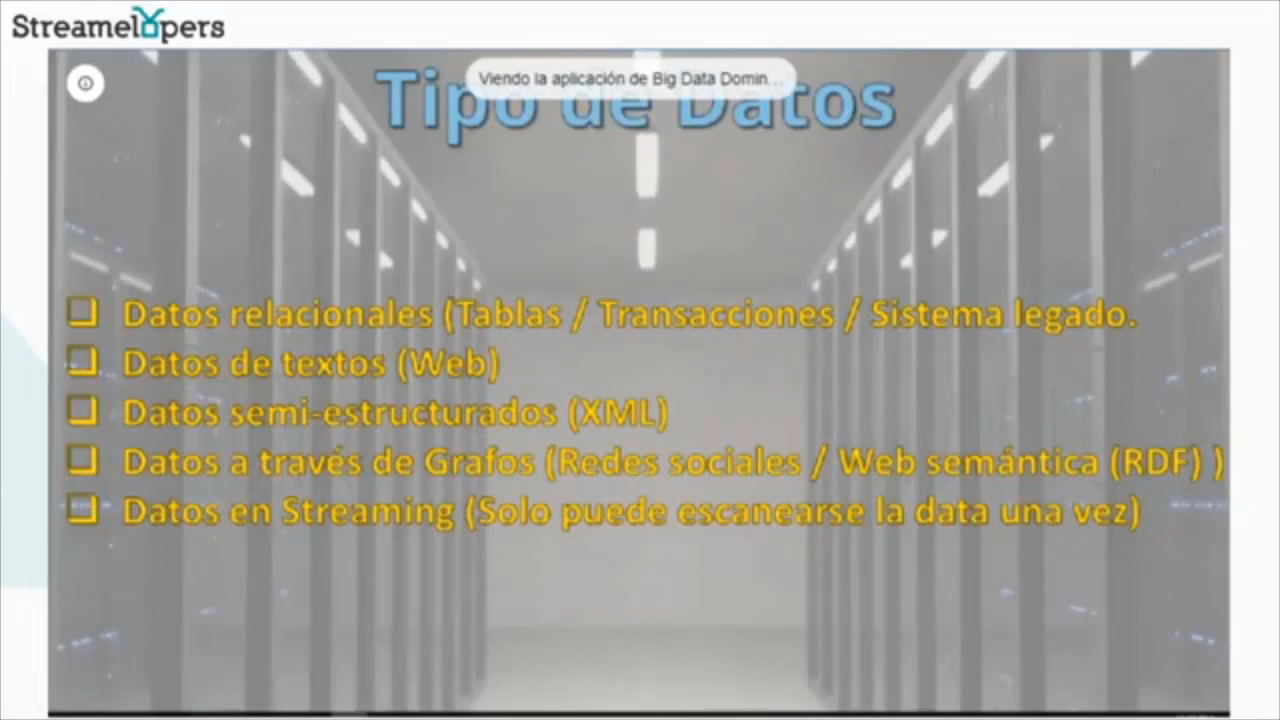 Streamelopers
Viendo la aplicación de Big Data Domin...
Tipo de Datos
Datos relacionales (Tablas / Transacciones / Sistema legado.
Datos de textos (Web)
Datos semi-estructurados (XML)
Datos a través de Grafos (Redes sociales / Web semántica (RDF) )
Datos en Streaming (Solo puede escanearse la data una vez)